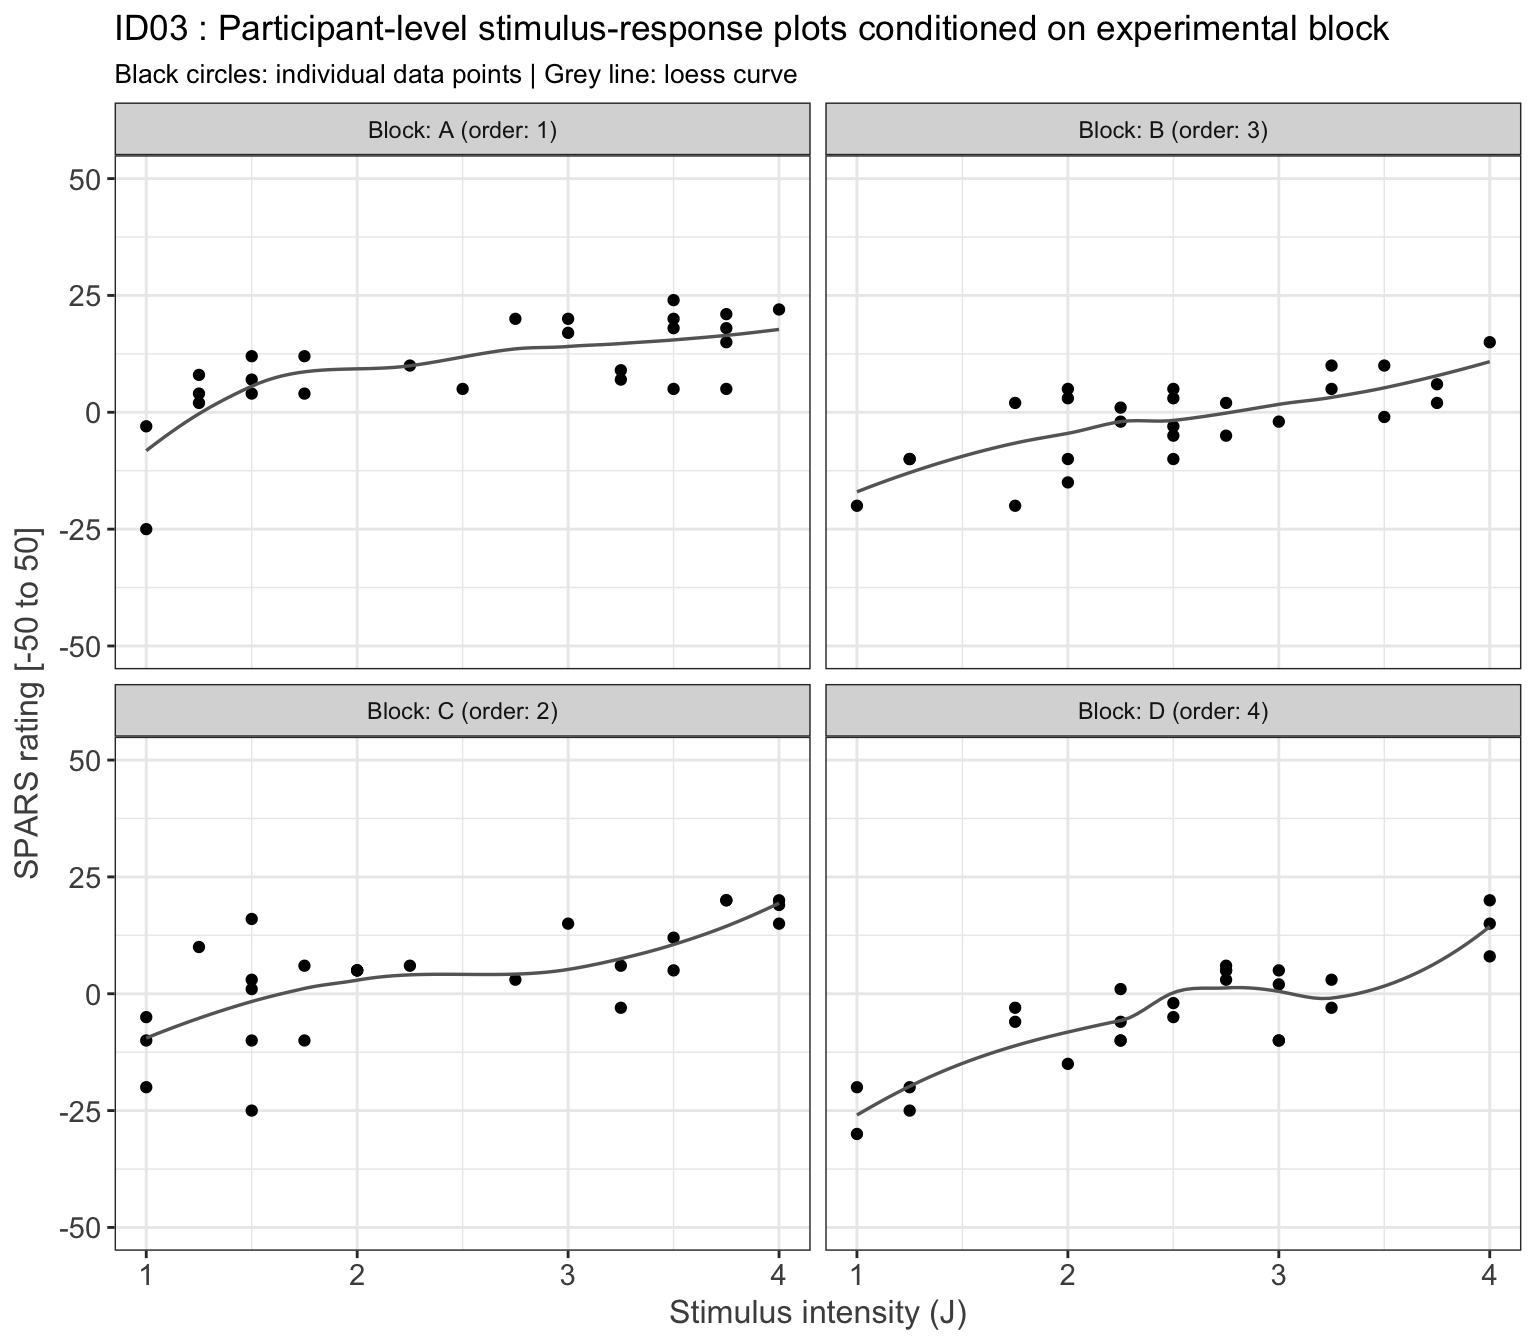 ID03 : Participant-level stimulus-response plots conditioned on experimental block
Black circles: individual data points | Grey line: loess curve
Block: A (order: 1)
Block: B (order: 3)
50
25
0
-25
-50
Block: C (order: 2)
Block: D (order: 4)
50
25
0
-25
-50
SPARS rating [-50 to 50]
1 2 3 4 1 2 3 4
Stimulus intensity (J)